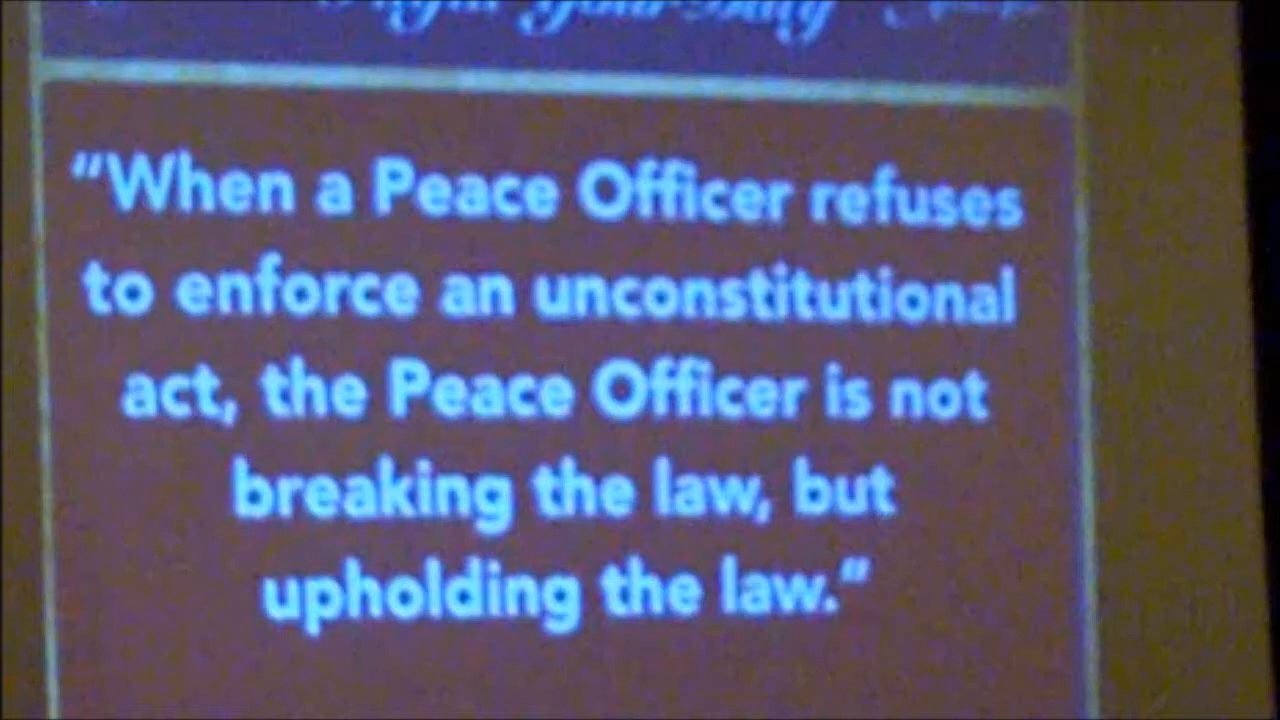 “When a Peace Officer refuses
to enforce an unconstitutional
act, the Peace Officer is not
breaking the law, but
upholding the law.”